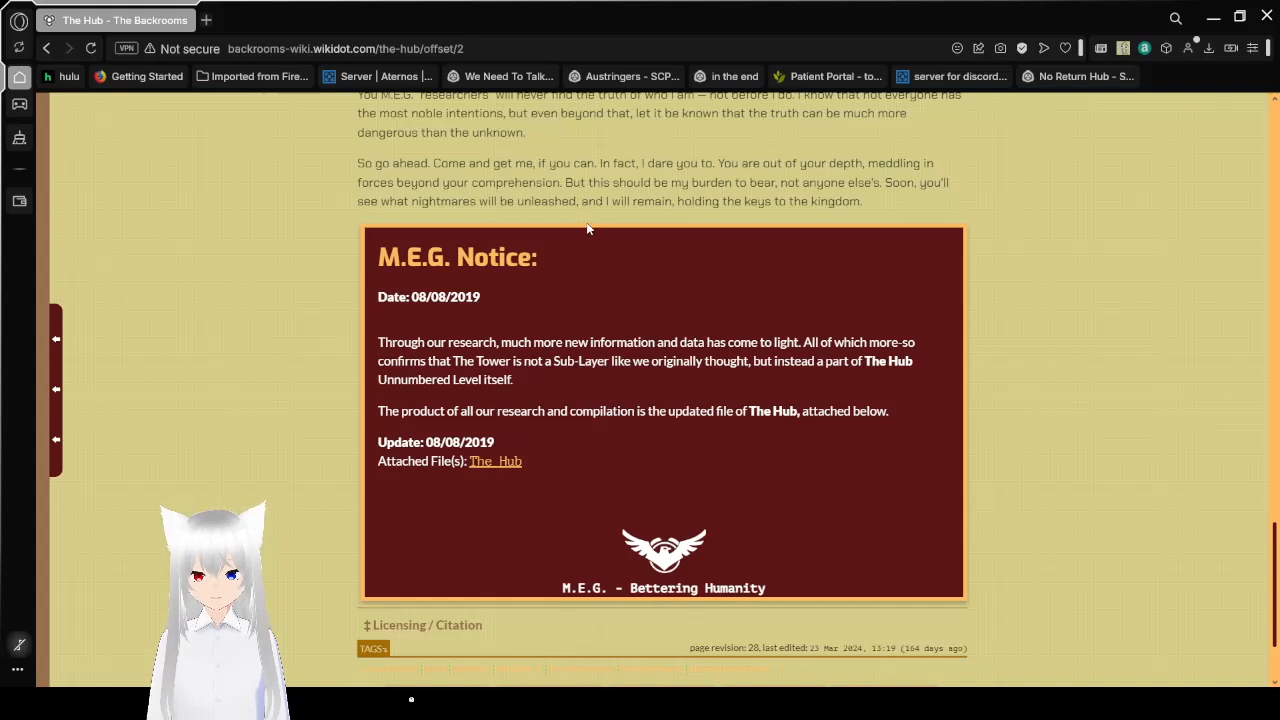 The Hub - The Backrooms
VPN
Not secure
backrooms-wiki.wikidot.com/the-hub/offset/2
hulu
Getting Started
Imported from Fire...
Server | Aternos |...
We Need To Talk...
Austringers - SCP...
in the end
Patient Portal - to...
server for discord...
No Return Hub - S...
You M.E.G. "researchers" will never find the truth of who I am — not before I do. I know that not everyone has
the most noble intentions, but even beyond that, let it be known that the truth can be much more
dangerous than the unknown.
So go ahead. Come and get me, if you can. In fact, I dare you to. You are out of your depth, meddling in
forces beyond your comprehension. But this should be my burden to bear, not anyone else's. Soon, you'll
see what nightmares will be unleashed, and I will remain, holding the keys to the kingdom.
M.E.G. Notice:
Date: 08/08/2019
Through our research, much more new information and data has come to light. All of which more-so
confirms that The Tower is not a Sub-Layer like we originally thought, but instead a part of The Hub
Unnumbered Level itself.
The product of all our research and compilation is the updated file of The Hub, attached below.
Update: 08/08/2019
Attached File(s): The Hub
M.E.G. - Bettering Humanity
‡ Licensing / Citation
TAGS
page revision: 28, last edited: 23 Mar 2024, 13:19 (164 days ago)